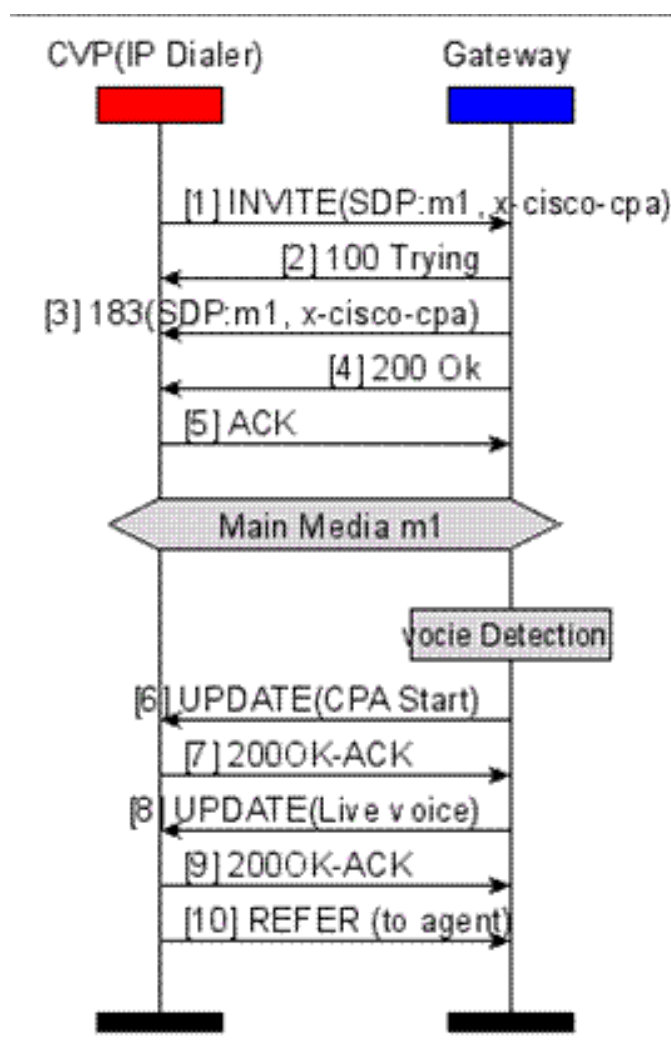 CVP(IP Dialer)
Gateway
[1] INVITE(SDP:m1, x-cisco-cpa)
[2] 100 Trying
[3] 183(SDP:m1, x-cisco-cpa)
[4] 200 Ok
[5] ACK
Main Media m1
vocie Detection
[6] UPDATE(CPA Start)
[7] 200OK-ACK
[8] UPDATE(Live voice)
[9] 200OK-ACK
[10] REFER (to agent)